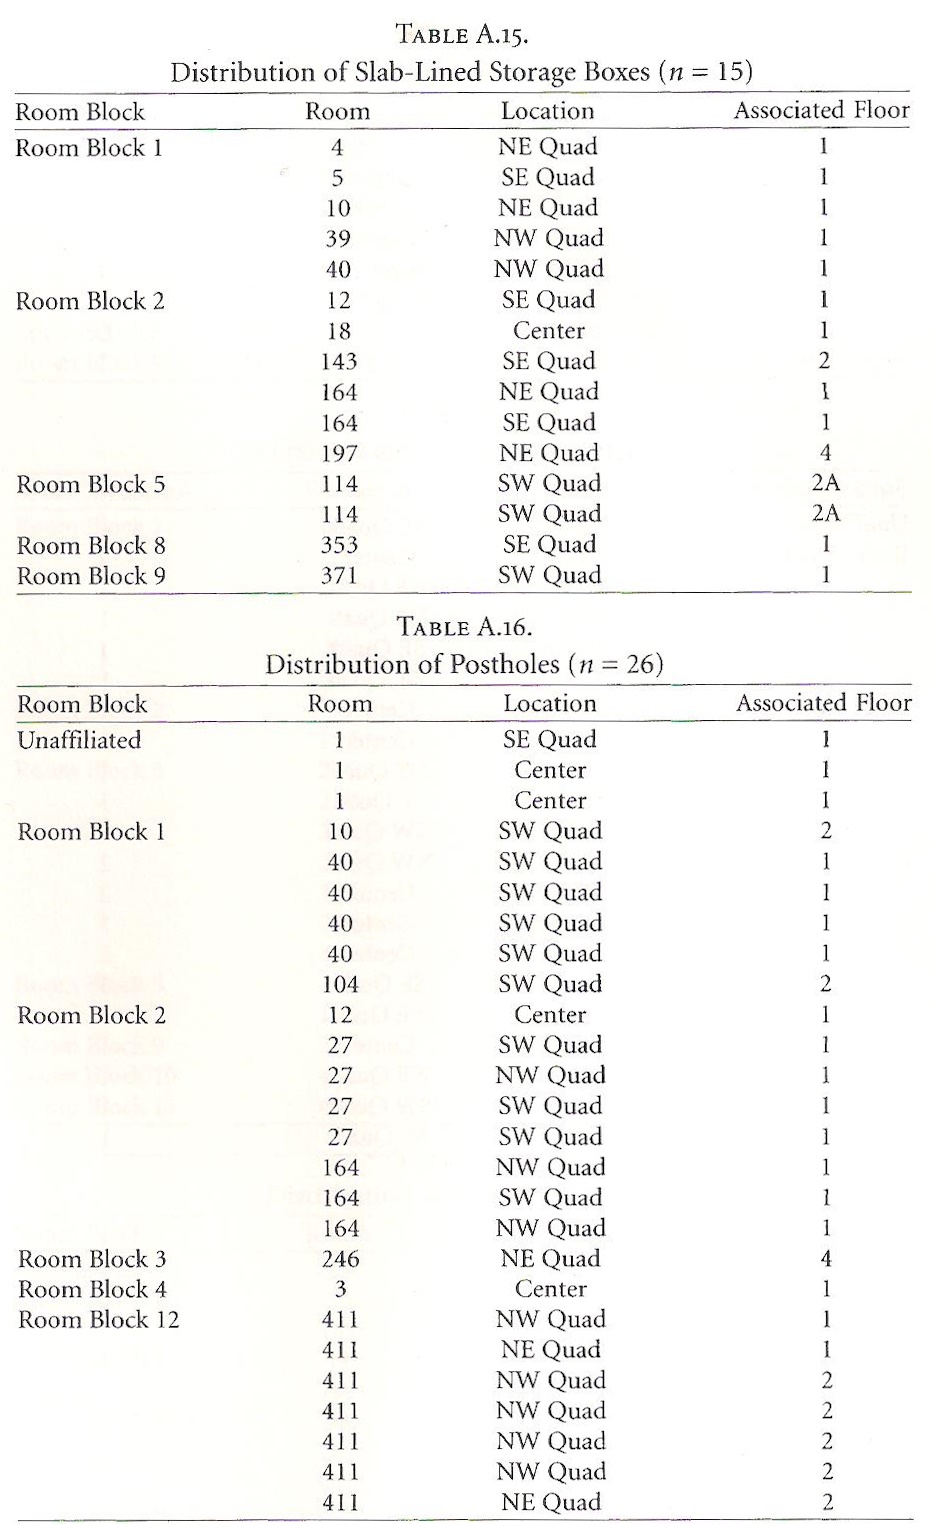 TABLE A.15.
Distribution of Slab-Lined Storage Boxes (n = 15)
Room Block Room Location Associated Floor
Room Block 1 4 NE Quad 1
5 SE Quad 1
10 NE Quad 1
39 NW Quad 1
40 NW Quad 1
Room Block 2 12 SE Quad 1
18 Center 1
143 SE Quad 2
164 NE Quad 1
164 SE Quad 1
197 NE Quad 4
Room Block 5 114 SW Quad 2A
114 SW Quad 2A
Room Block 8 353 SE Quad 1
Room Block 9 371 SW Quad 1
TABLE A.16.
Distribution of Postholes (n = 26)
Room Block Room Location Associated Floor
Unaffiliated 1 SE Quad 1
1 Center 1
1 Center 1
Room Block 1 10 SW Quad 2
40 SW Quad 1
40 SW Quad 1
40 SW Quad 1
40 SW Quad 1
104 SW Quad 2
Room Block 2 12 Center 1
27 SW Quad 1
27 NW Quad 1
27 SW Quad 1
27 SW Quad 1
164 NW Quad 1
164 SW Quad 1
164 NW Quad 1
Room Block 3 246 NE Quad 4
Room Block 4 3 Center 1
Room Block 12 411 NW Quad 1
411 NE Quad 1
411 NW Quad 2
411 NW Quad 2
411 NW Quad 2
411 NW Quad 2
411 NE Quad 2